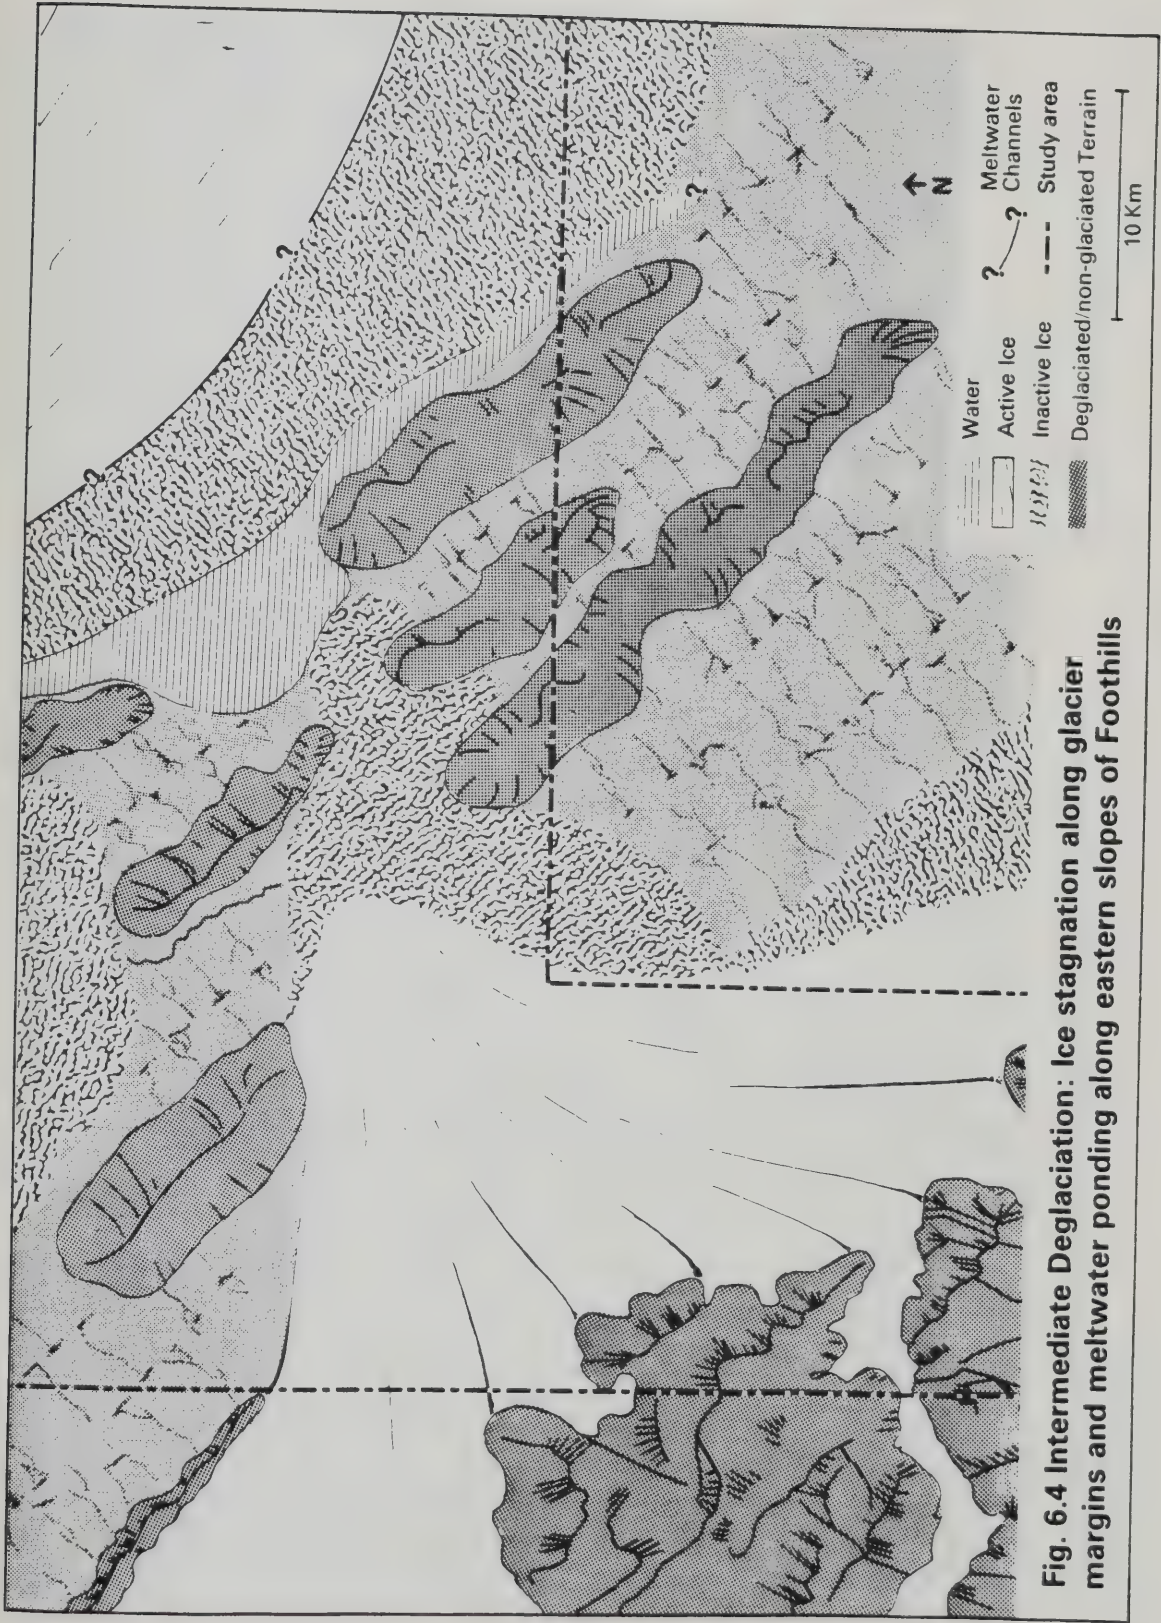 ?
?
?
N
Water
Active Ice
Inactive Ice
Deglaciated/non-glaciated Terrain
? ? Meltwater
Channels
Study area
10 Km
Fig. 6.4 Intermediate Deglaciation: Ice stagnation along glacier
margins and meltwater ponding along eastern slopes of Foothills